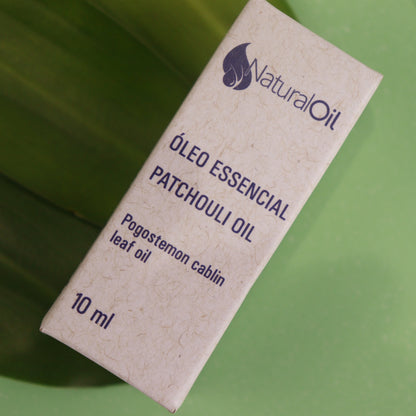 NaturalOil
ÓLEO ESSENCIAL
PATCHOULI OIL
Pogostemon cablin
leaf oil
10 ml